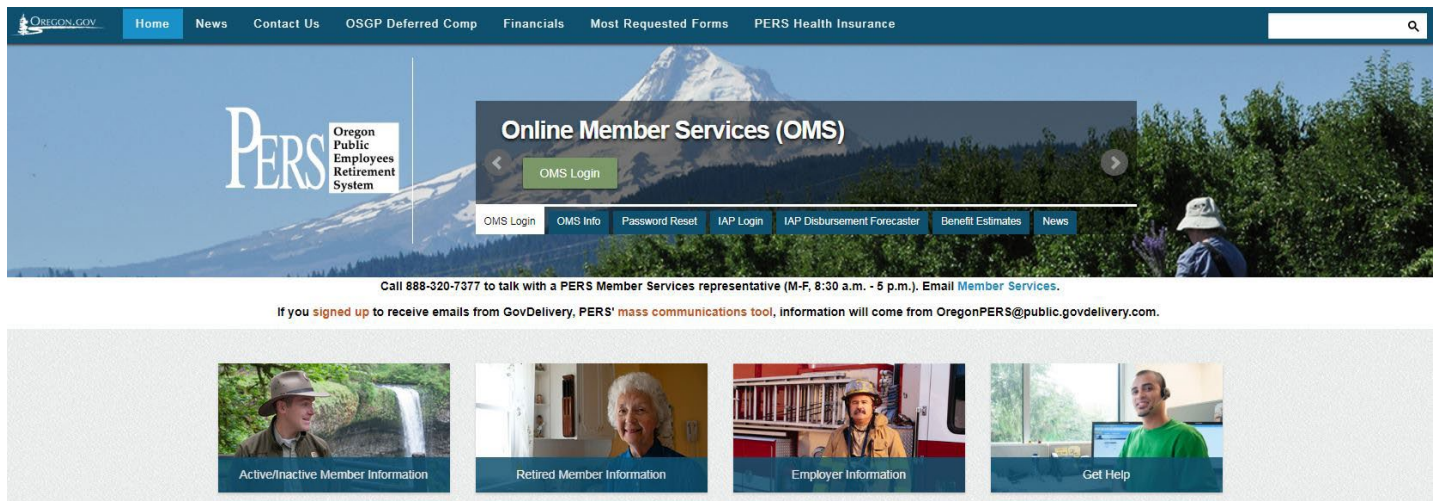 OREGON.GOV
Home News Contact Us OSGP Deferred Comp Financials Most Requested Forms PERS Health Insurance
PERS
Oregon
Public
Employees
Retirement
System
Online Member Services (OMS)
OMS Login
OMS Login OMS Info Password Reset IAP Login IAP Disbursement Forecaster Benefit Estimates News
Call 888-320-7377 to talk with a PERS Member Services representative (M-F, 8:30 a.m. - 5 p.m.). Email Member Services.
If you signed up to receive emails from GovDelivery, PERS' mass communications tool, information will come from OregonPERS@public.govdelivery.com.
Active/Inactive Member Information
Retired Member Information
Employer Information
Get Help